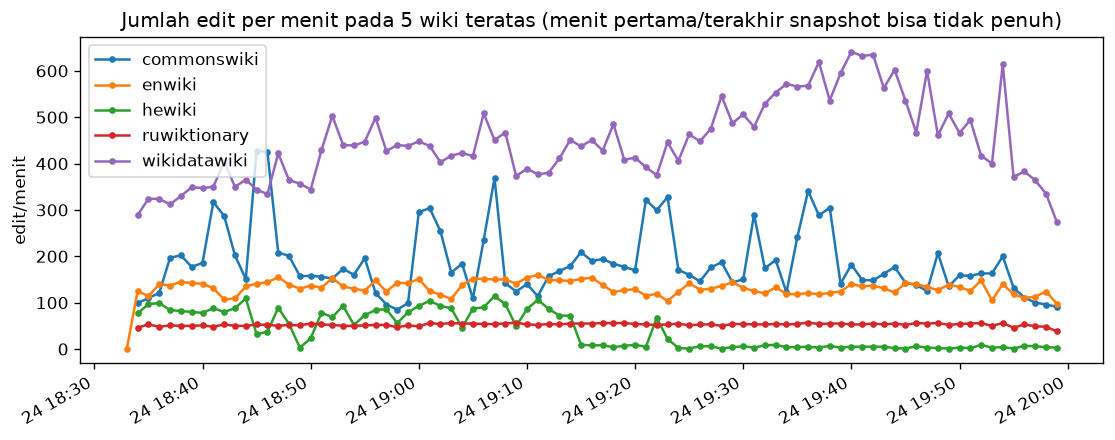 Jumlah edit per menit pada 5 wiki teratas (menit pertama/terakhir snapshot bisa tidak penuh)
commonswiki
enwiki
hewiki
ruwiktionary
wikidatawiki
edit/menit
600
500
400
300
200
100
0
24 18:30
24 18:40
24 18:50
24 19:00
24 19:10
24 19:20
24 19:30
24 19:40
24 19:50
24 20:00